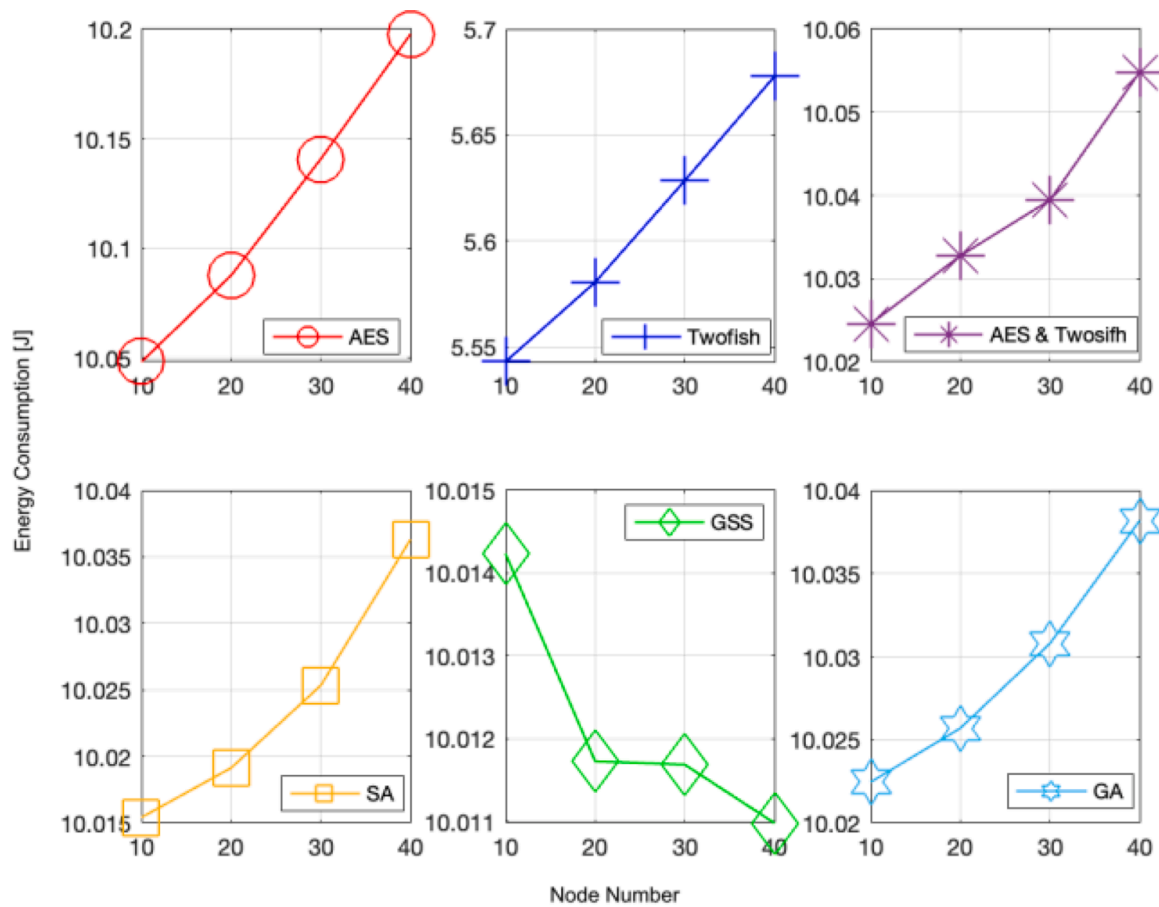 10.2
10.15
10.1
10.05
10 20 30 40
AES
5.7
5.65
5.6
5.55
10 20 30 40
Twofish
10.06
10.05
10.04
10.03
10.02
10 20 30 40
AES & Twosifh
Energy Consumption [J]
10.04
10.035
10.03
10.025
10.02
10.015
10 20 30 40
SA
10.015
10.014
10.013
10.012
10.011
10 20 30 40
GSS
10.04
10.035
10.03
10.025
10.02
10 20 30 40
GA
Node Number